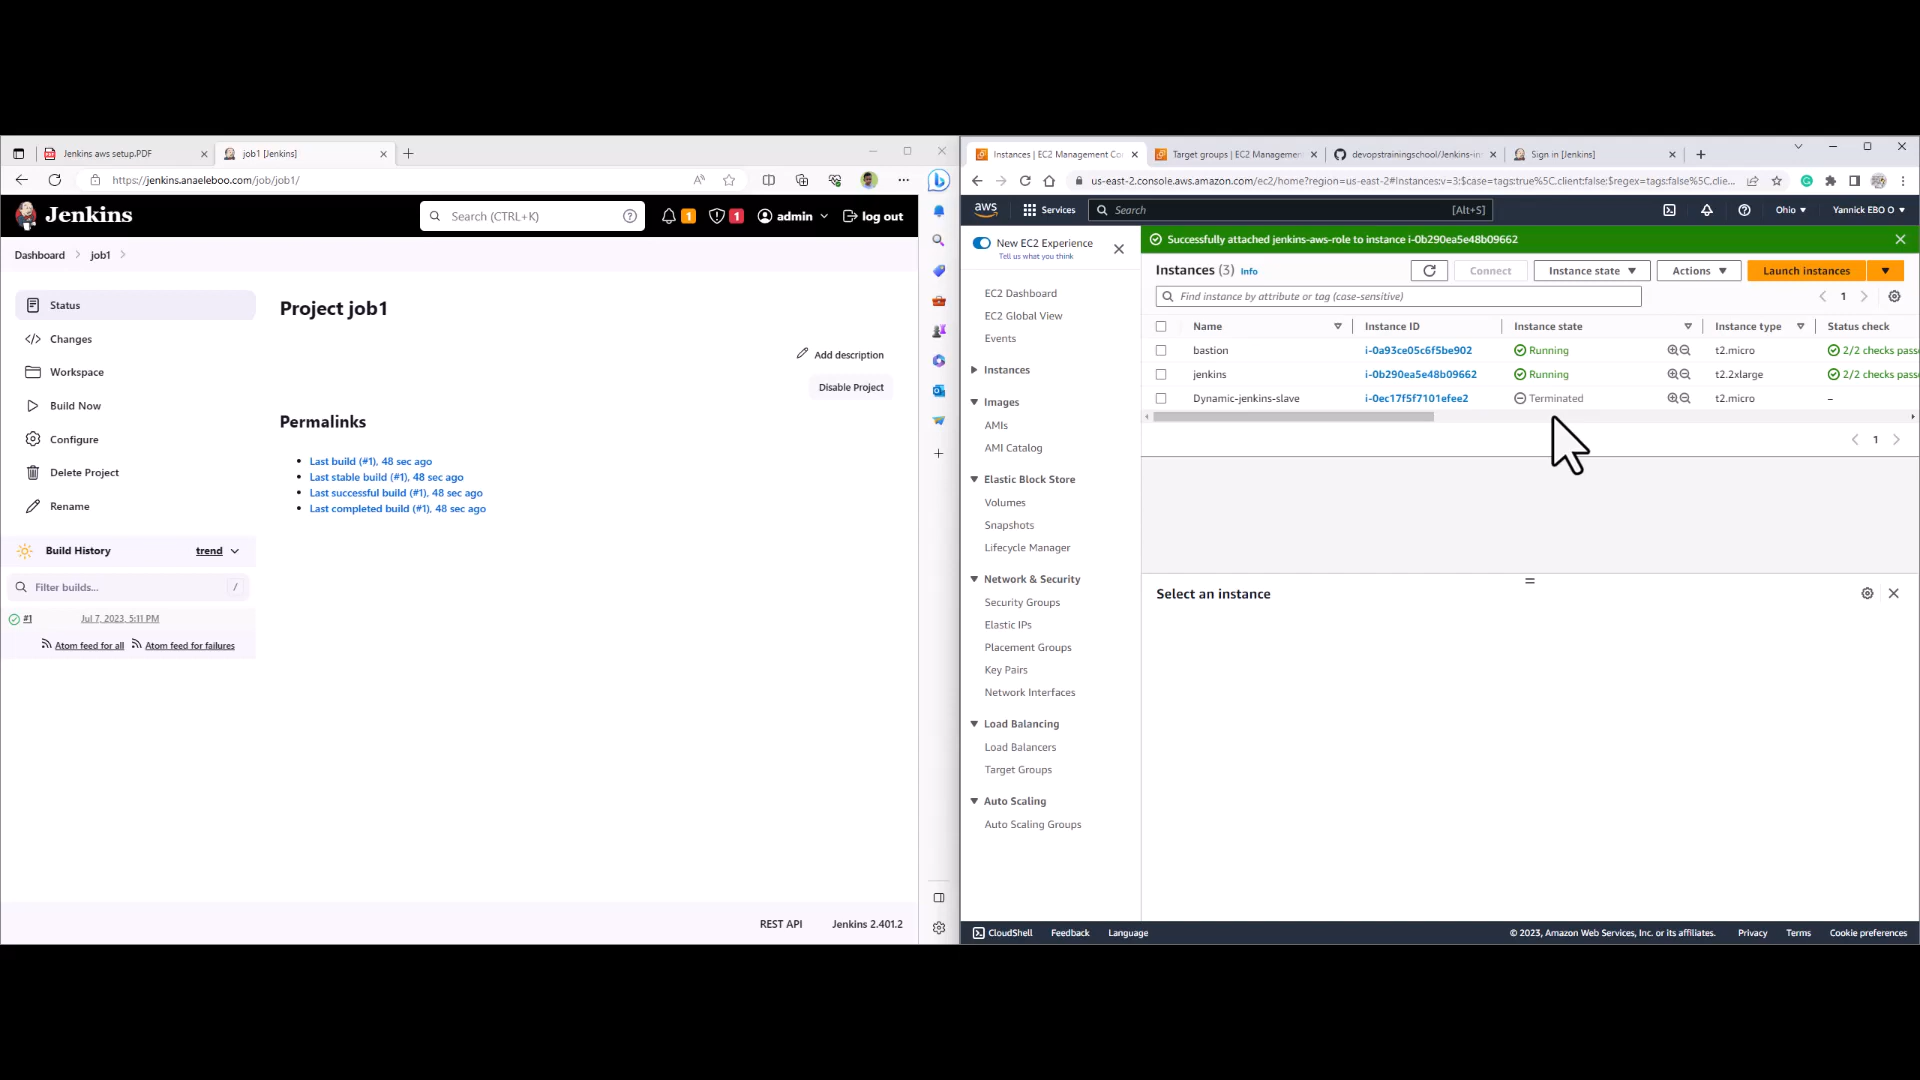 Jenkins aws setup.PDF
job1 [Jenkins]
https://jenkins.anaeleboo.com/job/job1/
Jenkins
Search (CTRL+K)
1
1
admin
log out
Dashboard
job1
Status
Changes
Workspace
Build Now
Configure
Delete Project
Rename
Build History
trend
Filter builds...
/
#1
Jul 7, 2023, 5:11 PM
Atom feed for all
Atom feed for failures
Project job1
Add description
Disable Project
Permalinks
Last build (#1), 48 sec ago
Last stable build (#1), 48 sec ago
Last successful build (#1), 48 sec ago
Last completed build (#1), 48 sec ago
REST API
Jenkins 2.401.2
Instances | EC2 Management Co
Target groups | EC2 Managemen
devopstrainingschool/Jenkins-in
Sign in [Jenkins]
us-east-2.console.aws.amazon.com/ec2/home?region=us-east-2#Instances:v=3;$case=tags:true%5C,client:false;$regex=tags:false%5C,clie...
aws
Services
Search
[Alt+S]
Ohio
Yannick EBO O
New EC2 Experience
Tell us what you think
EC2 Dashboard
EC2 Global View
Events
Instances
Images
AMIs
AMI Catalog
Elastic Block Store
Volumes
Snapshots
Lifecycle Manager
Network & Security
Security Groups
Elastic IPs
Placement Groups
Key Pairs
Network Interfaces
Load Balancing
Load Balancers
Target Groups
Auto Scaling
Auto Scaling Groups
Successfully attached jenkins-aws-role to instance i-0b290ea5e48b09662
Instances (3) Info
Connect
Instance state
Actions
Launch instances
Find instance by attribute or tag (case-sensitive)
1
Name Instance ID Instance state Instance type Status check
bastion i-0a93ce05c6f5be902 Running t2.micro 2/2 checks pass
jenkins i-0b290ea5e48b09662 Running t2.2xlarge 2/2 checks pass
Dynamic-jenkins-slave i-0ec17f5f7101efee2 Terminated t2.micro –
1
Select an instance
CloudShell
Feedback
Language
© 2023, Amazon Web Services, Inc. or its affiliates.
Privacy
Terms
Cookie preferences